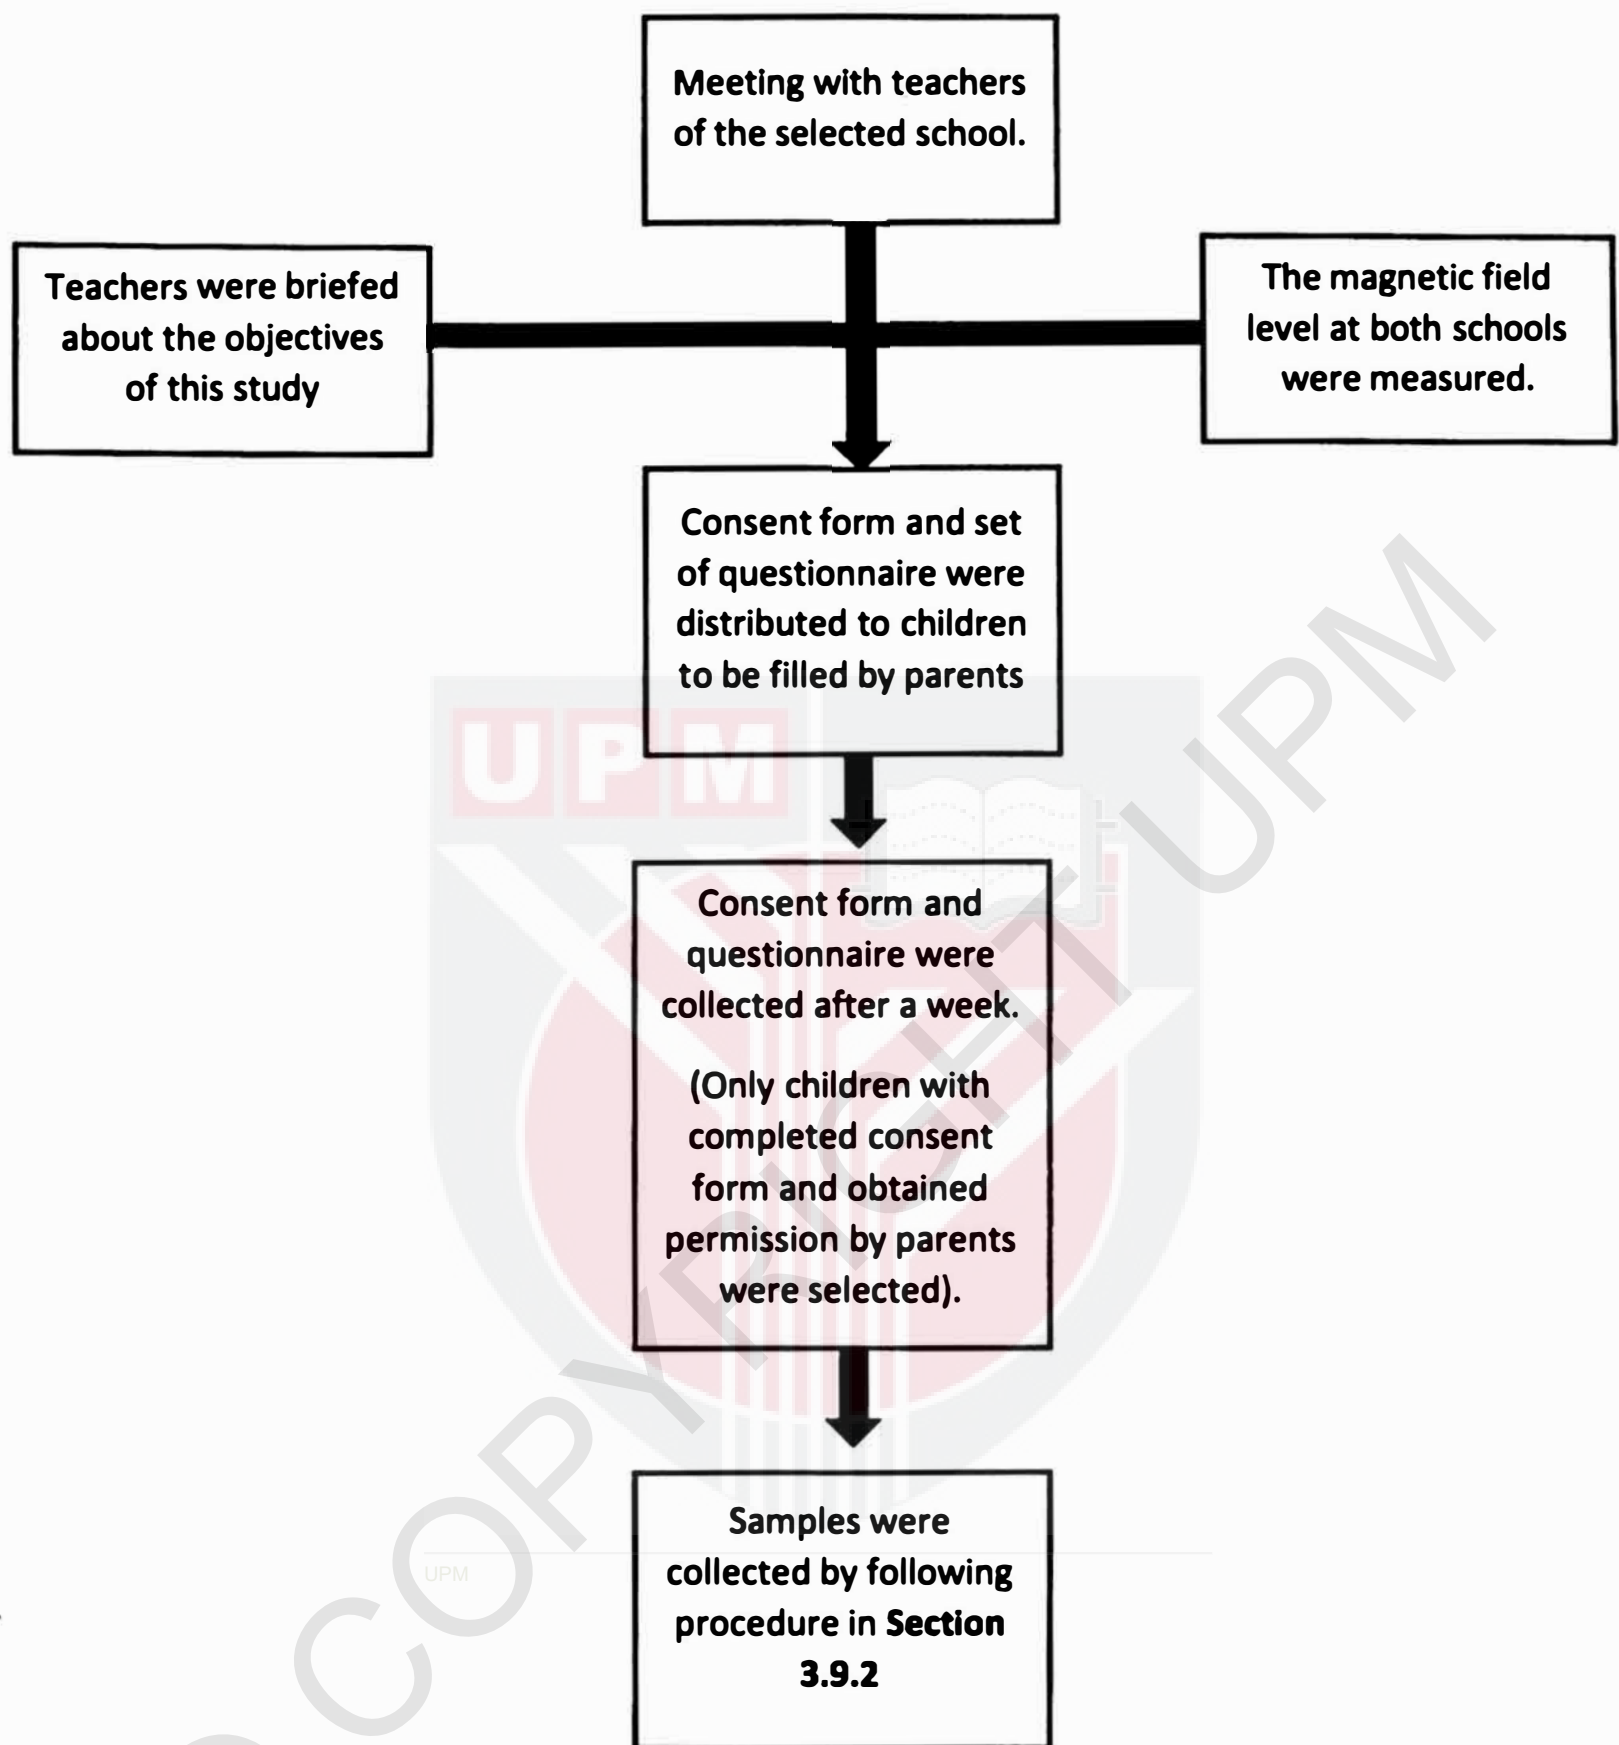 Meeting with teachers
of the selected school.
Teachers were briefed
about the objectives
of this study
The magnetic field
level at both schools
were measured.
Consent form and set
of questionnaire were
distributed to children
to be filled by parents
UPM
Consent form and
questionnaire were
collected after a week.
(Only children with
completed consent
form and obtained
permission by parents
were selected).
Samples were
collected by following
procedure in Section
3.9.2
UPM
COPYRIGHT UPM